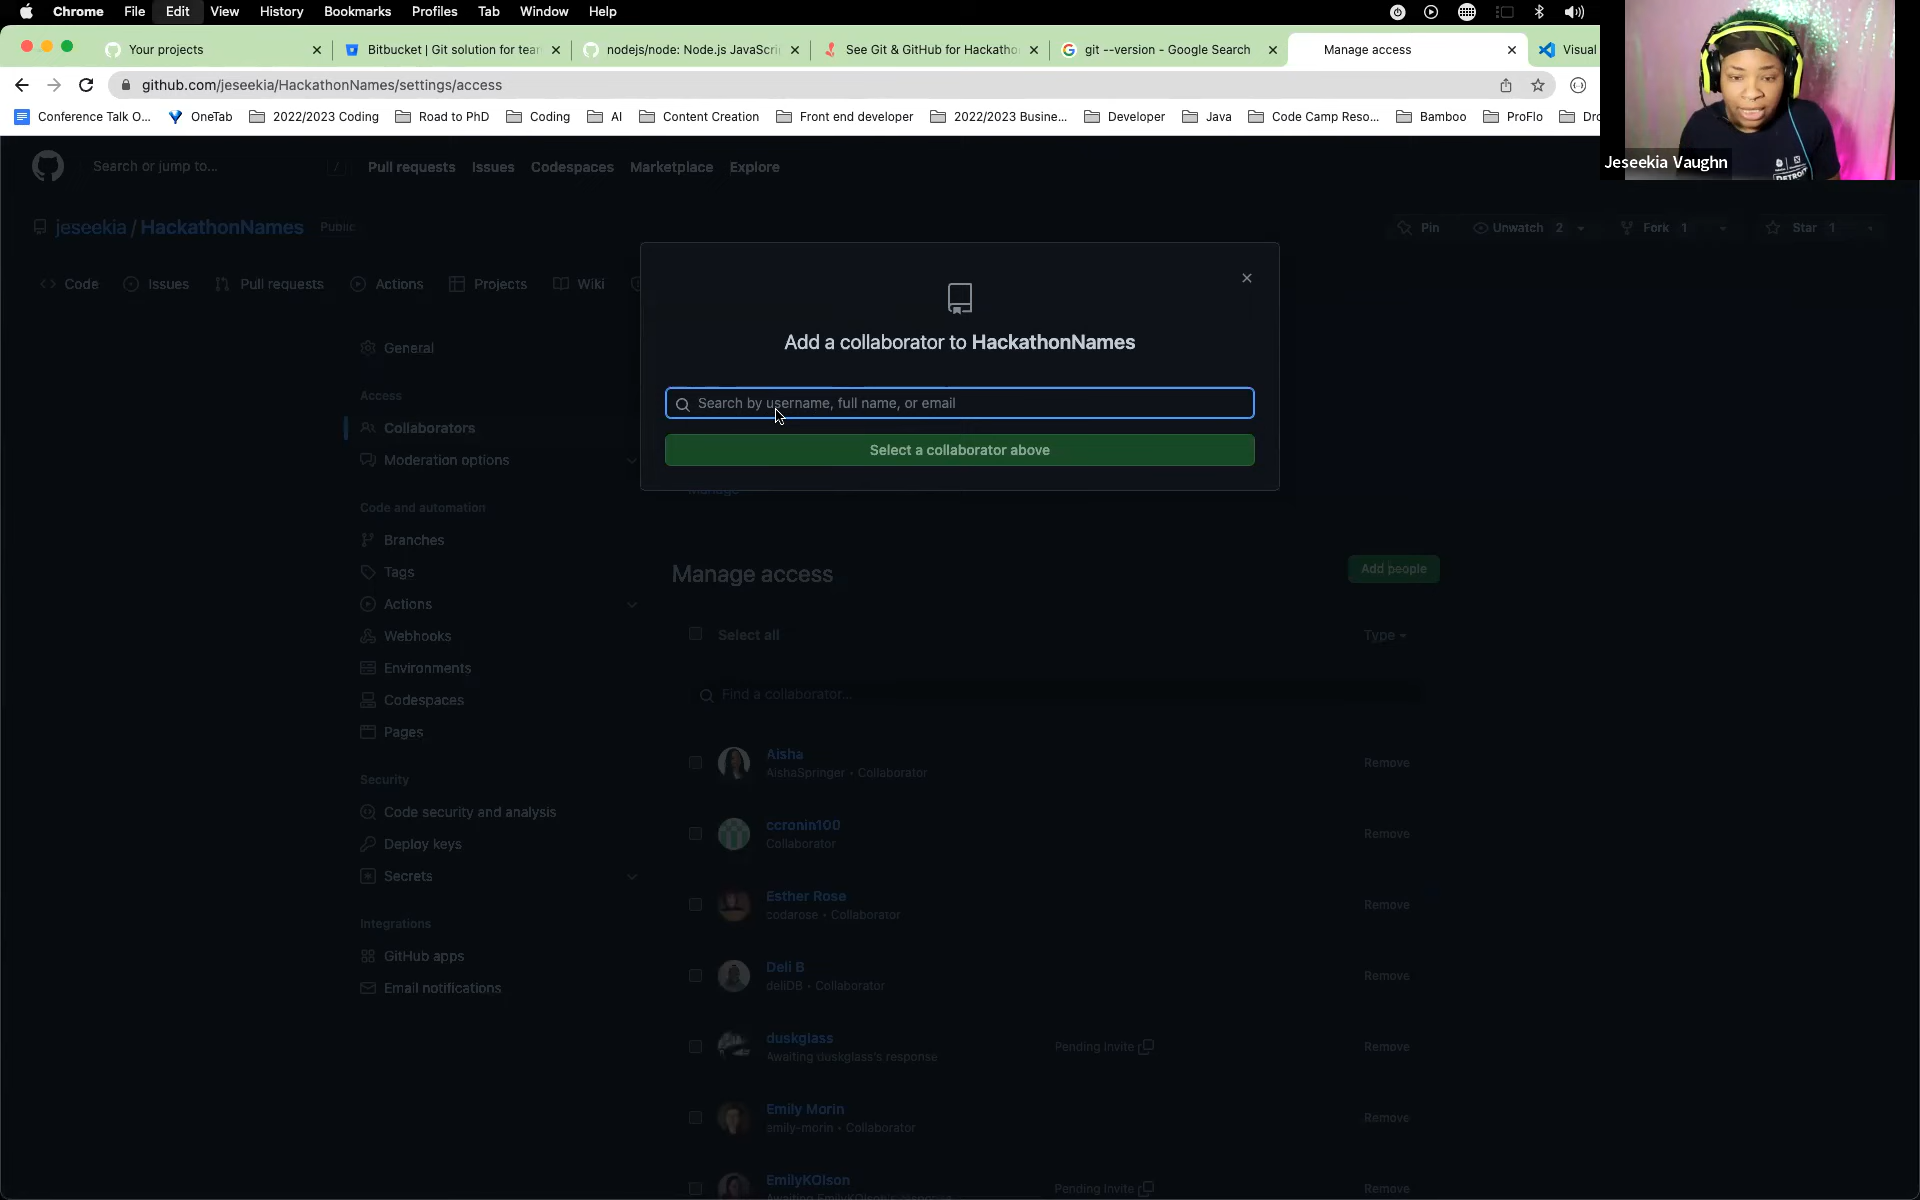 Chrome File Edit View History Bookmarks Profiles Tab Window Help
Your projects Bitbucket | Git solution for tea nodejs/node: Node.js JavaScri See Git & GitHub for Hackatho git --version - Google Search Manage access Visual
github.com/jeseekia/HackathonNames/settings/access
Conference Talk O... OneTab 2022/2023 Coding Road to PhD Coding AI Content Creation Front end developer 2022/2023 Busine... Developer Java Code Camp Reso... Bamboo ProFlo Dro
DETROIT
Jeseekia Vaughn
Search or jump to... / Pull requests Issues Codespaces Marketplace Explore
jeseekia / HackathonNames Public Pin Unwatch 2 Fork 1 Star 1
Code Issues Pull requests Actions Projects Wiki
Add a collaborator to HackathonNames
Search by username, full name, or email
Select a collaborator above
Manage
General
Access
Collaborators
Moderation options
Code and automation
Branches
Tags
Actions
Webhooks
Environments
Codespaces
Pages
Security
Code security and analysis
Deploy keys
Secrets
Integrations
GitHub apps
Email notifications
Manage access Add people
Select all Type
Find a collaborator...
Aisha
AishaSpringer • Collaborator Remove
ccronin100
Collaborator Remove
Esther Rose
codarose • Collaborator Remove
Deli B
deliDB • Collaborator Remove
duskglass
Awaiting duskglass's response Pending Invite Remove
Emily Morin
emily-morin • Collaborator Remove
EmilyKOlson
Awaiting EmilyKOlson's response Pending Invite Remove